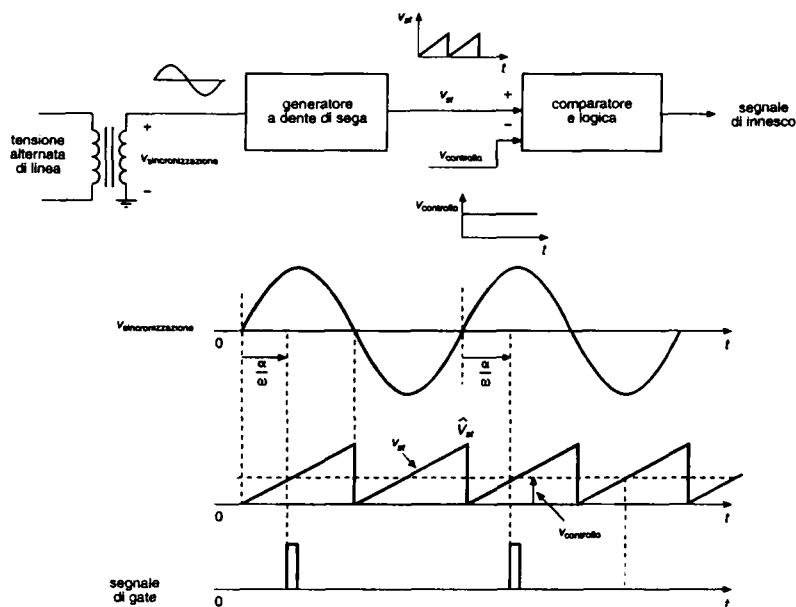 v_st
t
generatore
a dente di sega
v_st
+
−
comparatore
e logica
segnale
di innesco
tensione
alternata
di linea
+
v_sincronizzazione
−
v_controllo
v_controllo
t
v_sincronizzazione
0
α/ω
α/ω
t
v_st
V̂_st
0
v_controllo
t
segnale
di gate
0
t